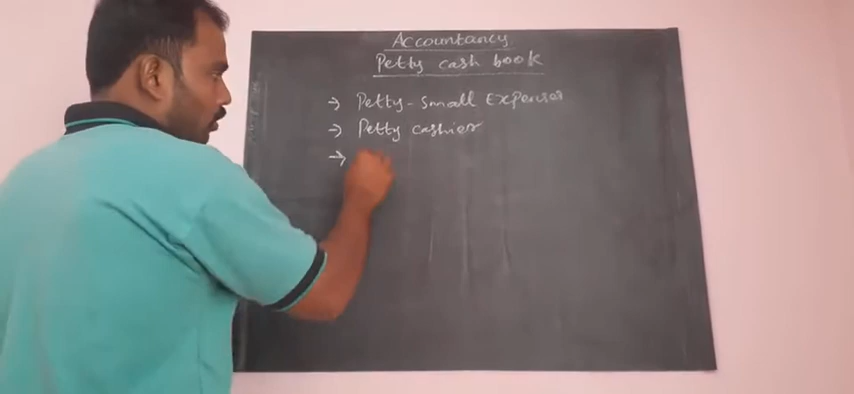 Accountancy
Petty cash book
→ Petty - Small Expenses
→ Petty cashier
→